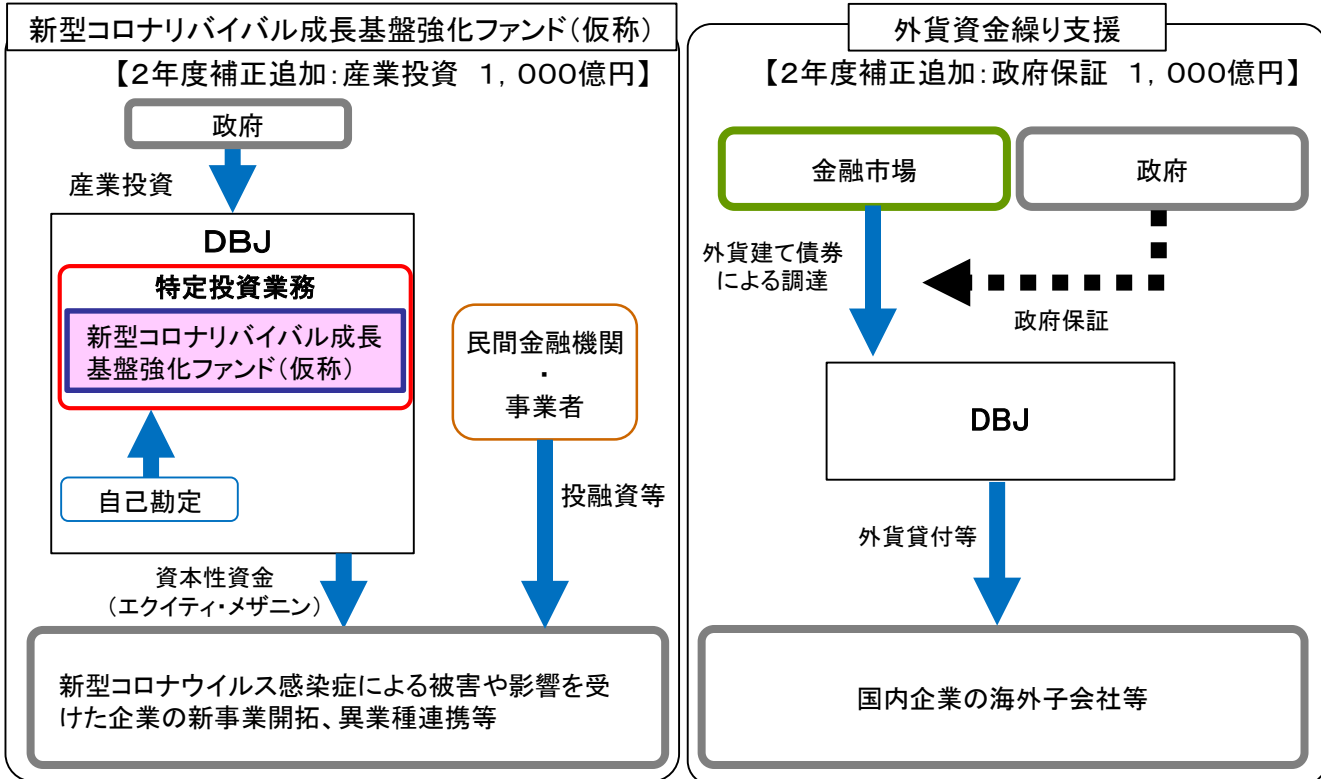 新型コロナリバイバル成長基盤強化ファンド(仮称)
【2年度補正追加:産業投資 1,000億円】
政府
産業投資
DBJ
特定投資業務
新型コロナリバイバル成長
基盤強化ファンド(仮称)
自己勘定
民間金融機関
・
事業者
投融資等
資本性資金
(エクイティ・メザニン)
新型コロナウイルス感染症による被害や影響を受
けた企業の新事業開拓、異業種連携等
外貨資金繰り支援
【2年度補正追加:政府保証 1,000億円】
金融市場
政府
外貨建て債券
による調達
政府保証
DBJ
外貨貸付等
国内企業の海外子会社等